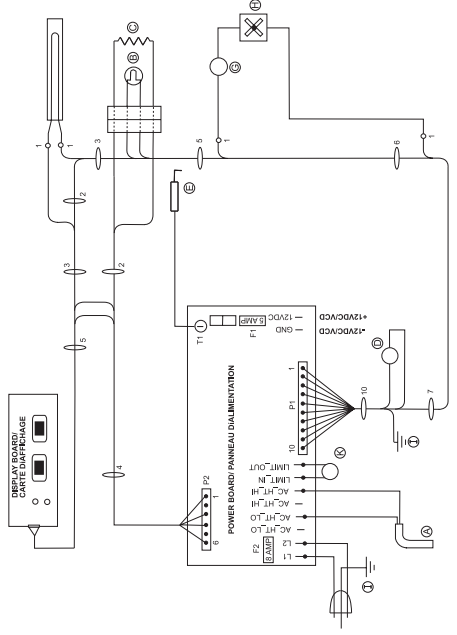 DISPLAY BOARD/
CARTE DIAFFICHAGE
5
3
2
1
1
3
2
4
C
B
5
1
G
H
6
1
E
T1
5 AMP
F1
12VDC
GND
+12VDC/VCD
-12VDC/VCD
POWER BOARD/ PANNEAU DIALIMENTATION
P2
1
6
P1
1
10
10
7
D
I
K
LIMIT_OUT
LIMIT_IN
AC_HT_HI
AC_HT_HI
AC_HT_LO
AC_HT_LO
A
F2
8 AMP
L2
L1
I